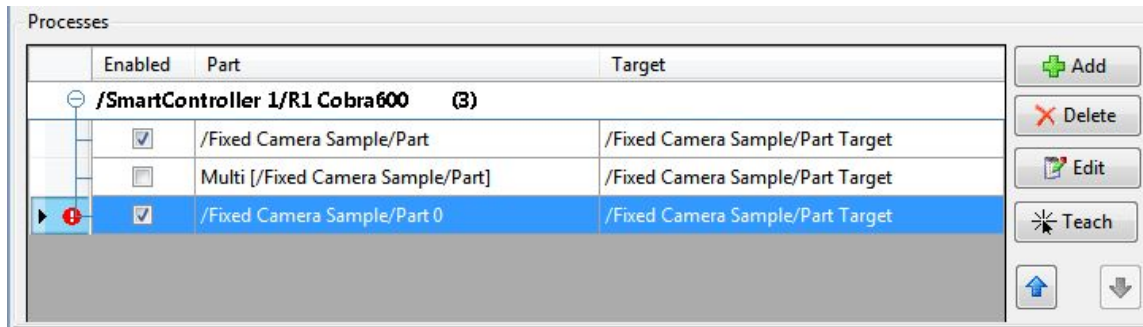 Processes
Enabled Part Target
/SmartController 1/R1 Cobra600 (3)
/Fixed Camera Sample/Part /Fixed Camera Sample/Part Target
Multi [/Fixed Camera Sample/Part] /Fixed Camera Sample/Part Target
/Fixed Camera Sample/Part 0 /Fixed Camera Sample/Part Target
Add
Delete
Edit
Teach